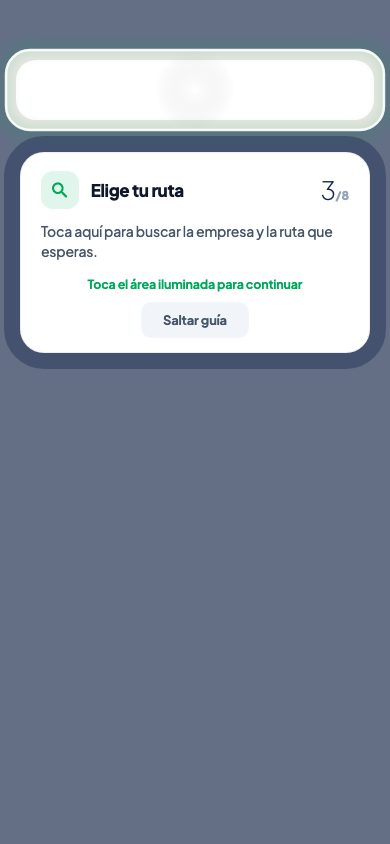 Elige tu ruta
3/8
Toca aquí para buscar la empresa y la ruta que
esperas.
Toca el área iluminada para continuar
Saltar guía